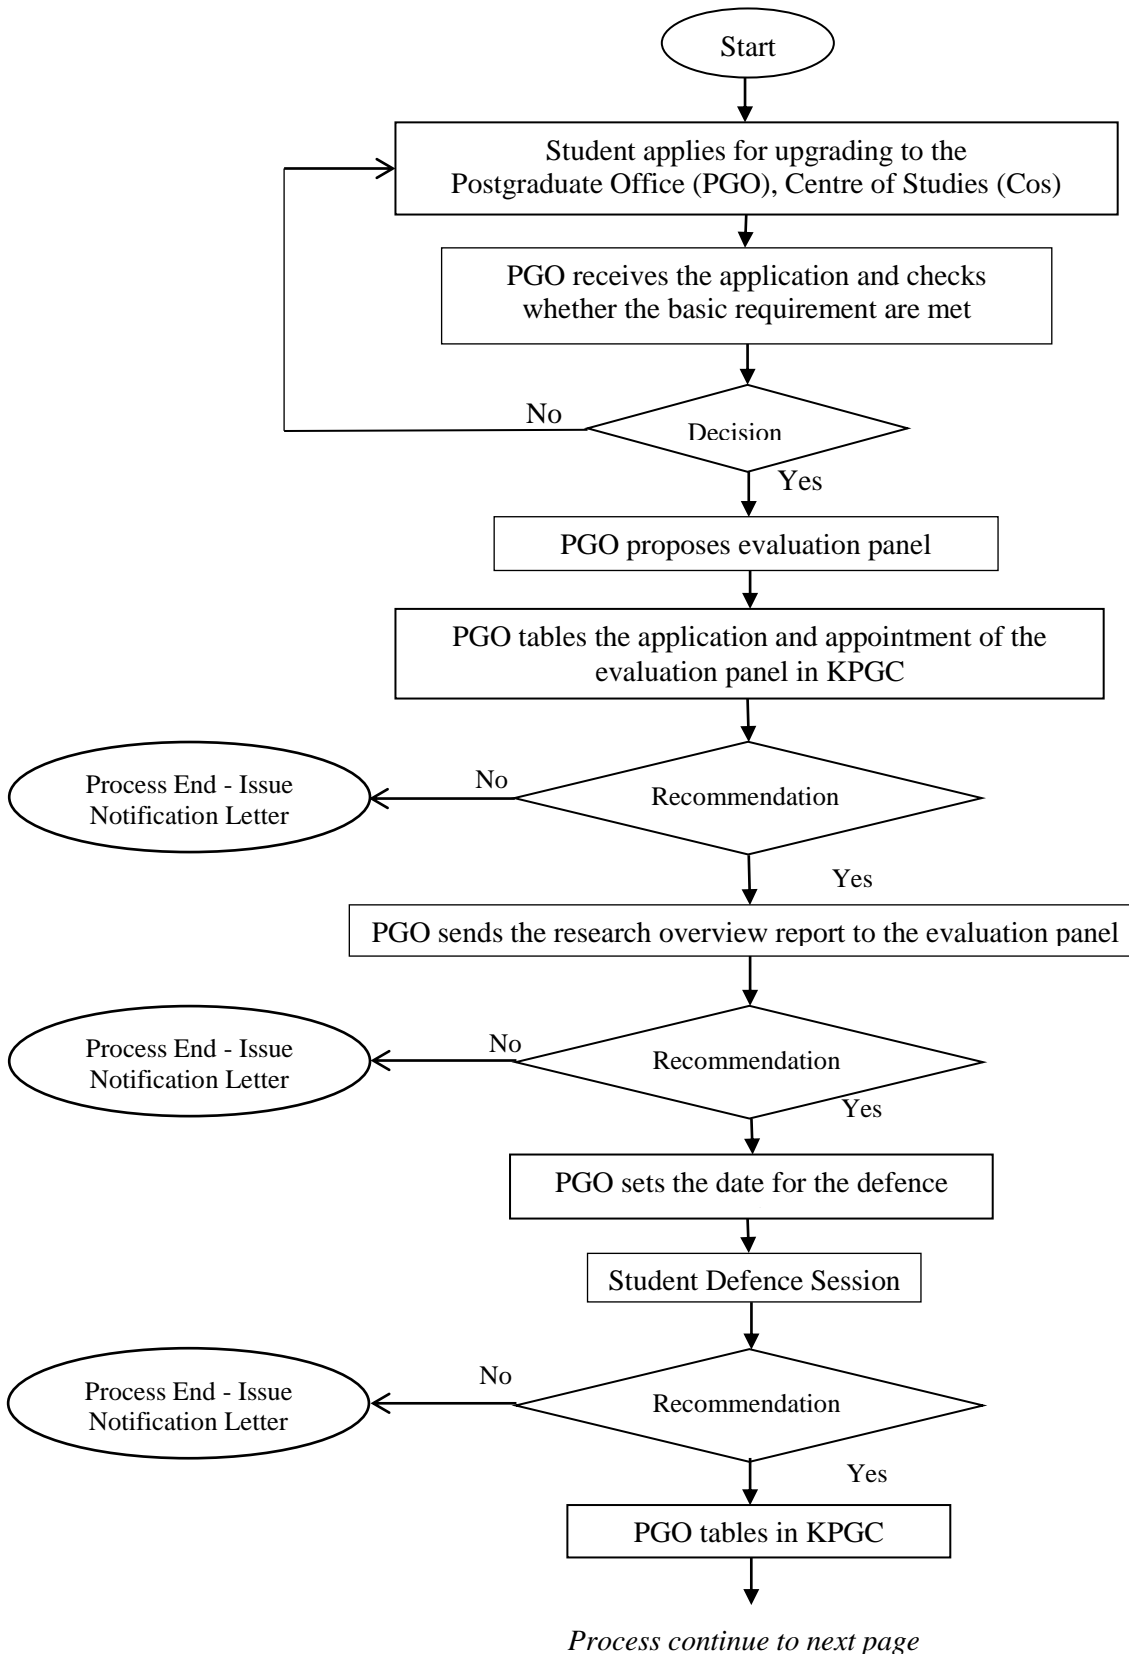 Start
Student applies for upgrading to the
Postgraduate Office (PGO), Centre of Studies (Cos)
PGO receives the application and checks
whether the basic requirement are met
No
Decision
Yes
PGO proposes evaluation panel
PGO tables the application and appointment of the
evaluation panel in KPGC
Process End - Issue
Notification Letter
No
Recommendation
Yes
PGO sends the research overview report to the evaluation panel
Process End - Issue
Notification Letter
No
Recommendation
Yes
PGO sets the date for the defence
Student Defence Session
Process End - Issue
Notification Letter
No
Recommendation
Yes
PGO tables in KPGC
Process continue to next page